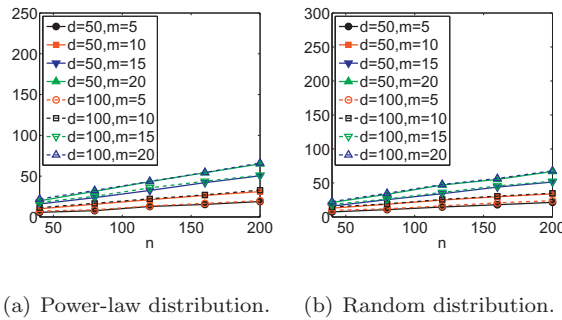 250
200
150
100
50
0
50 100 150 200
n
d=50,m=5
d=50,m=10
d=50,m=15
d=50,m=20
d=100,m=5
d=100,m=10
d=100,m=15
d=100,m=20
(a) Power-law distribution.
300
250
200
150
100
50
0
50 100 150 200
n
d=50,m=5
d=50,m=10
d=50,m=15
d=50,m=20
d=100,m=5
d=100,m=10
d=100,m=15
d=100,m=20
(b) Random distribution.